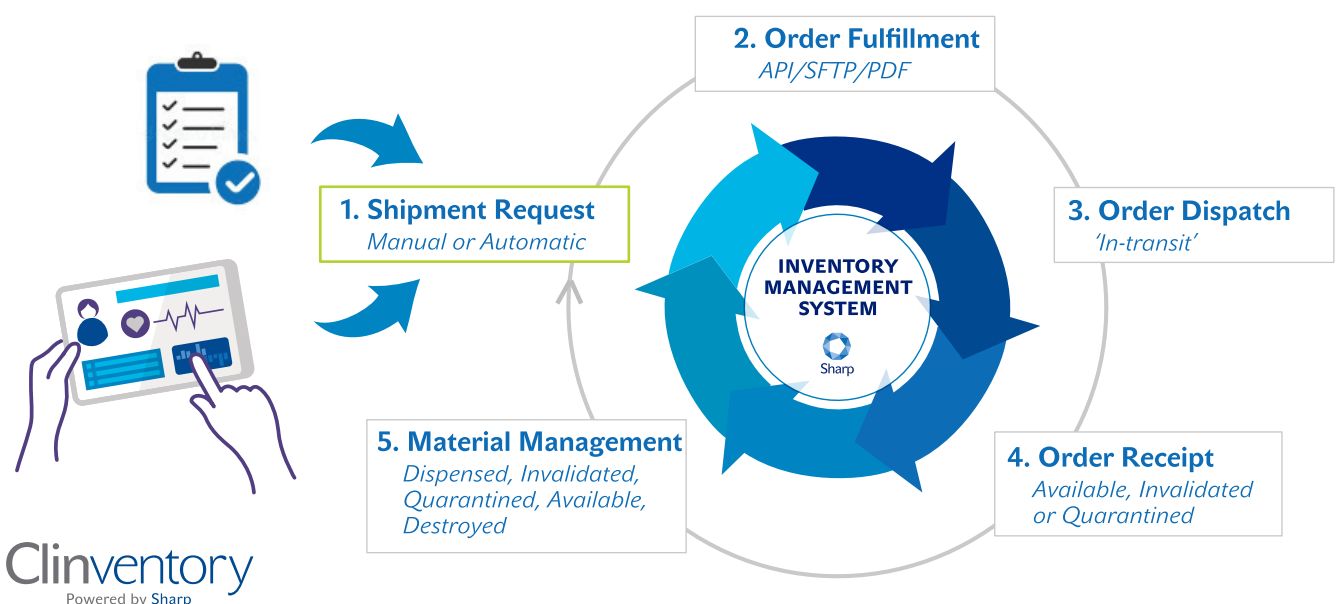 2. Order Fulfillment
API/SFTP/PDF
1. Shipment Request
Manual or Automatic
3. Order Dispatch
‘In-transit’
INVENTORY
MANAGEMENT
SYSTEM
Sharp
5. Material Management
Dispensed, Invalidated,
Quarantined, Available,
Destroyed
4. Order Receipt
Available, Invalidated
or Quarantined
Clinventory
Powered by Sharp